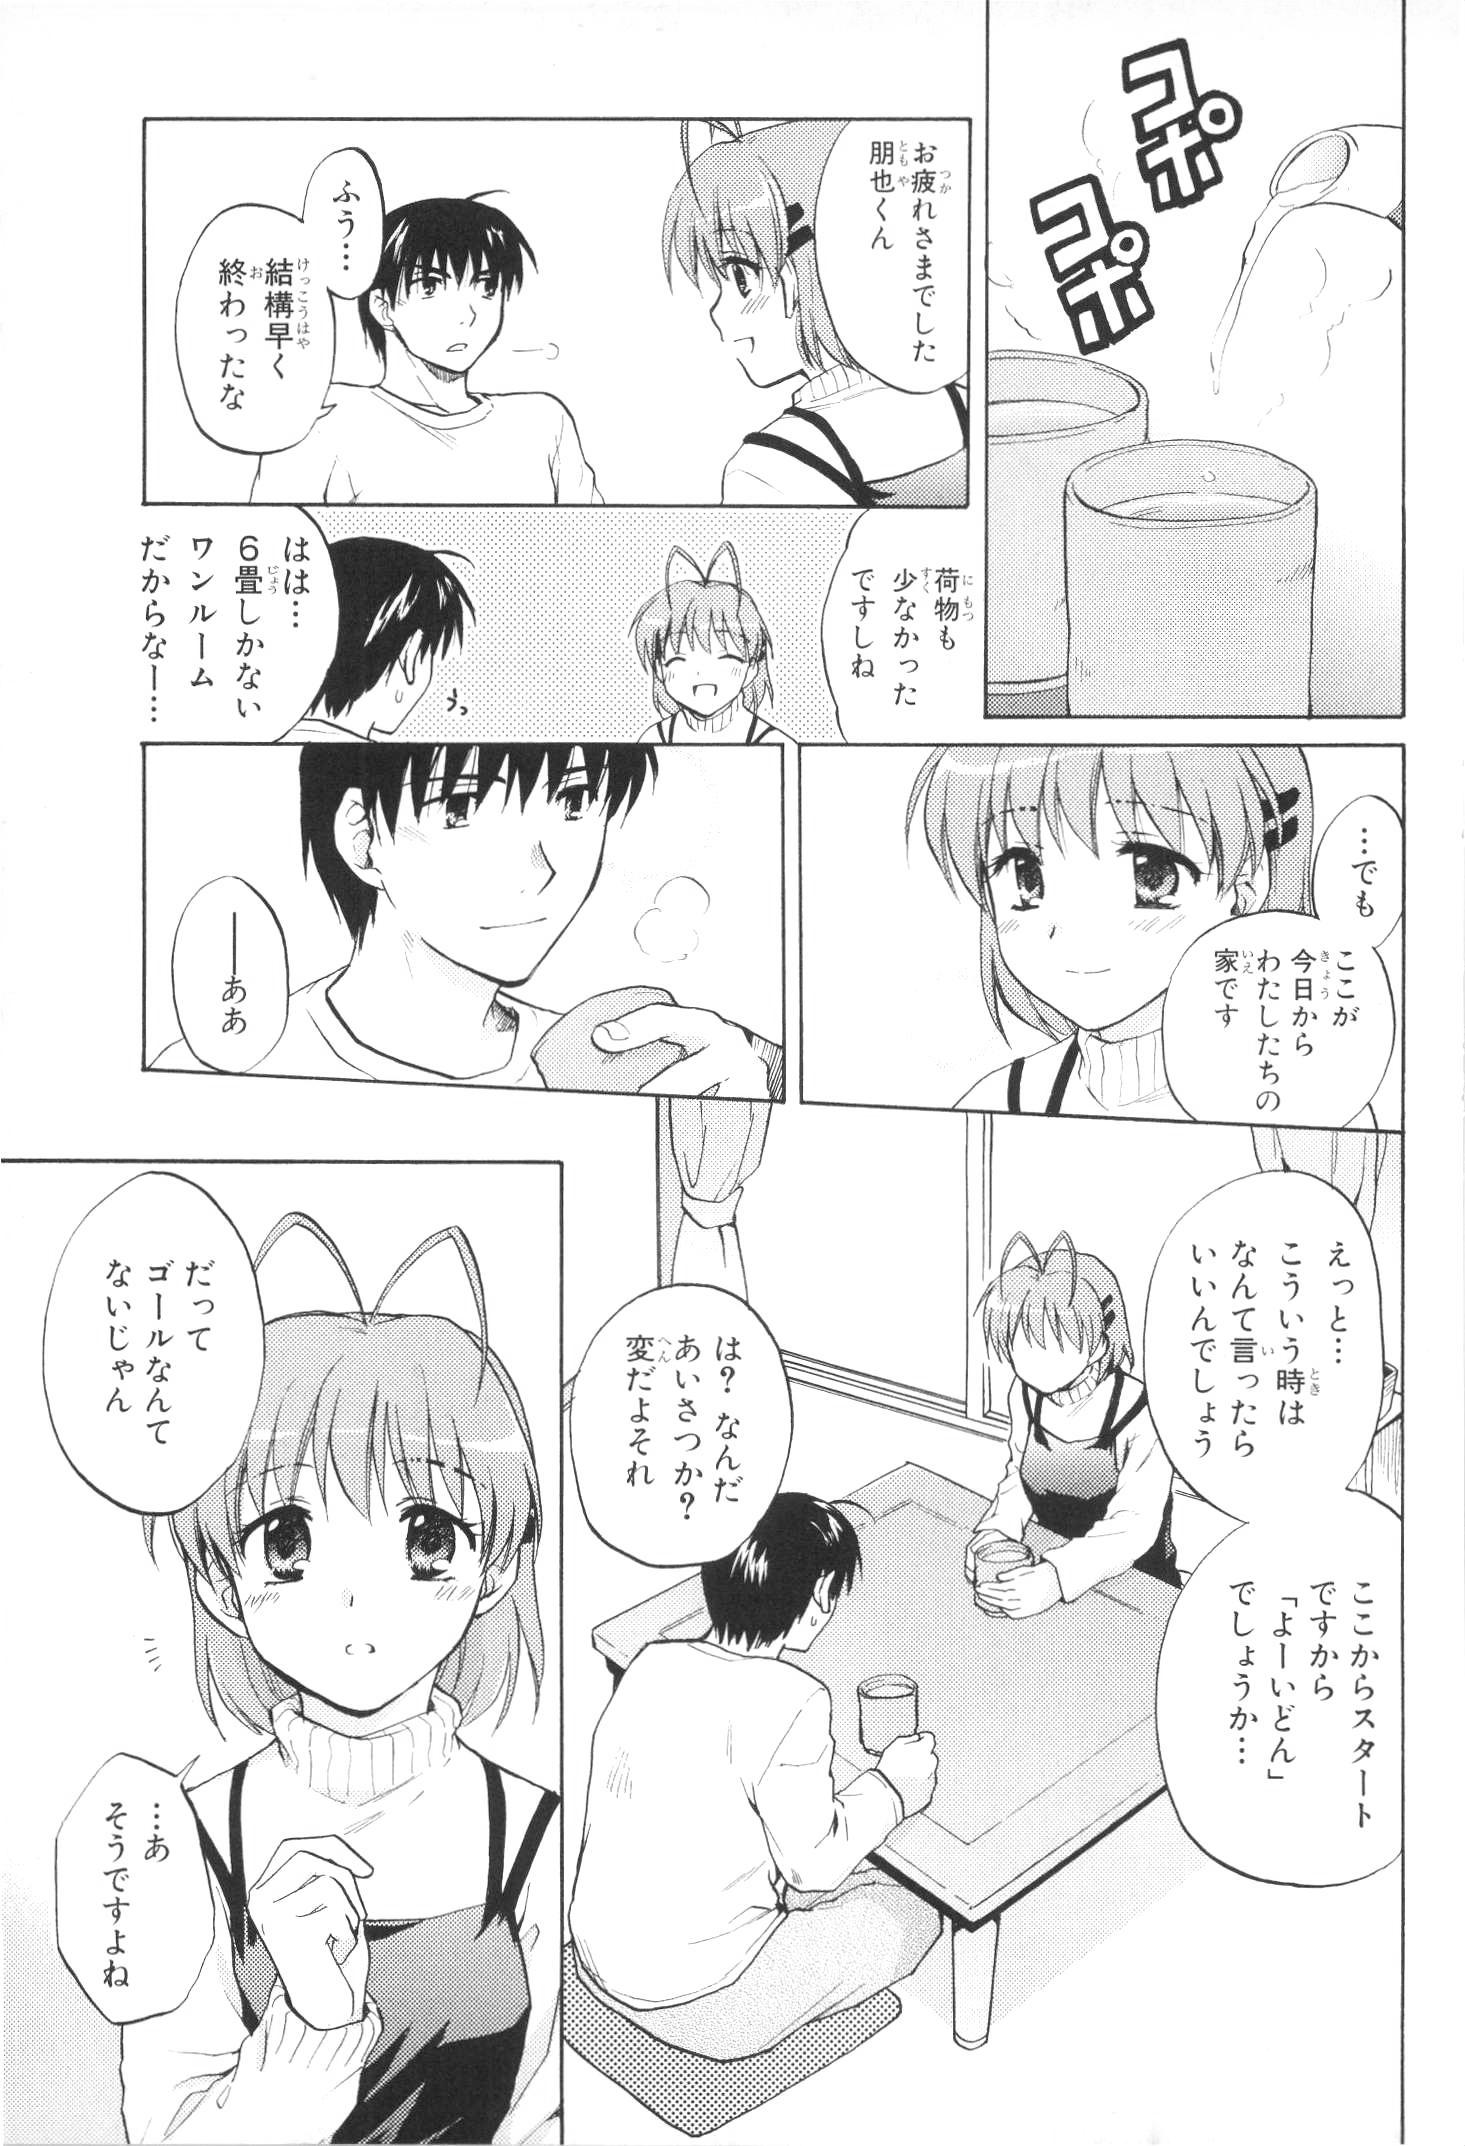 コポ
コポ
お疲れさまでした
朋也くん
ふう…
結構早く
終わったな
荷物も
少なかった
ですしね
はは…
6畳しかない
ワンルーム
だからなー…
うっ
…でも
ここが
今日から
わたしたちの
家です
――ああ
えっと…
こういう時は
なんて言ったら
いいんでしょう
ここからスタート
ですから
「よーいどん」
でしょうか…
は？なんだ
あいさつか？
変だよそれ
だって
ゴールなんて
ないじゃん
…あ
そうですよね